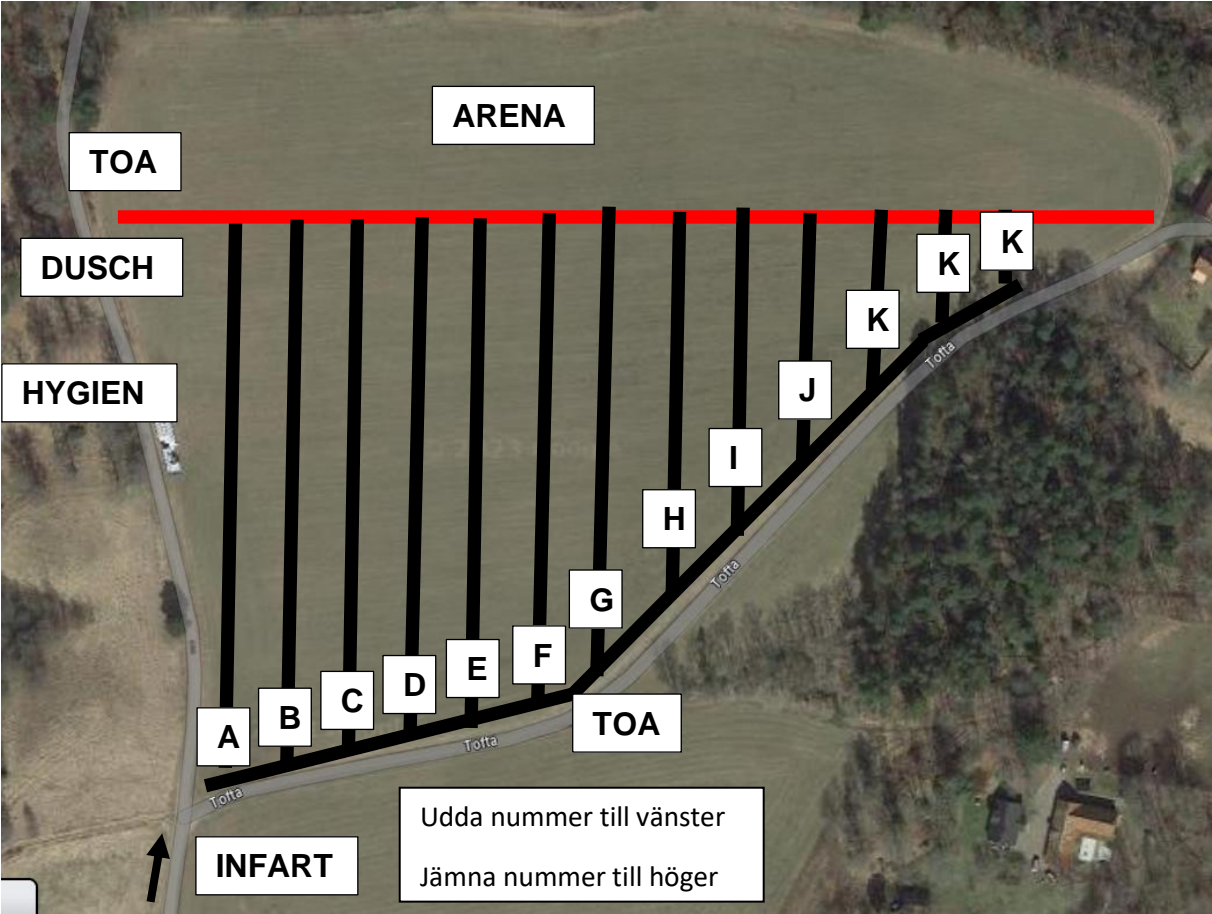 ARENA
TOA
DUSCH
K
K
K
HYGIEN
J
I
H
G
F
E
D
C
B
A
TOA
Tofta
Tofta
Tofta
Tofta
Udda nummer till vänster
Jämna nummer till höger
INFART